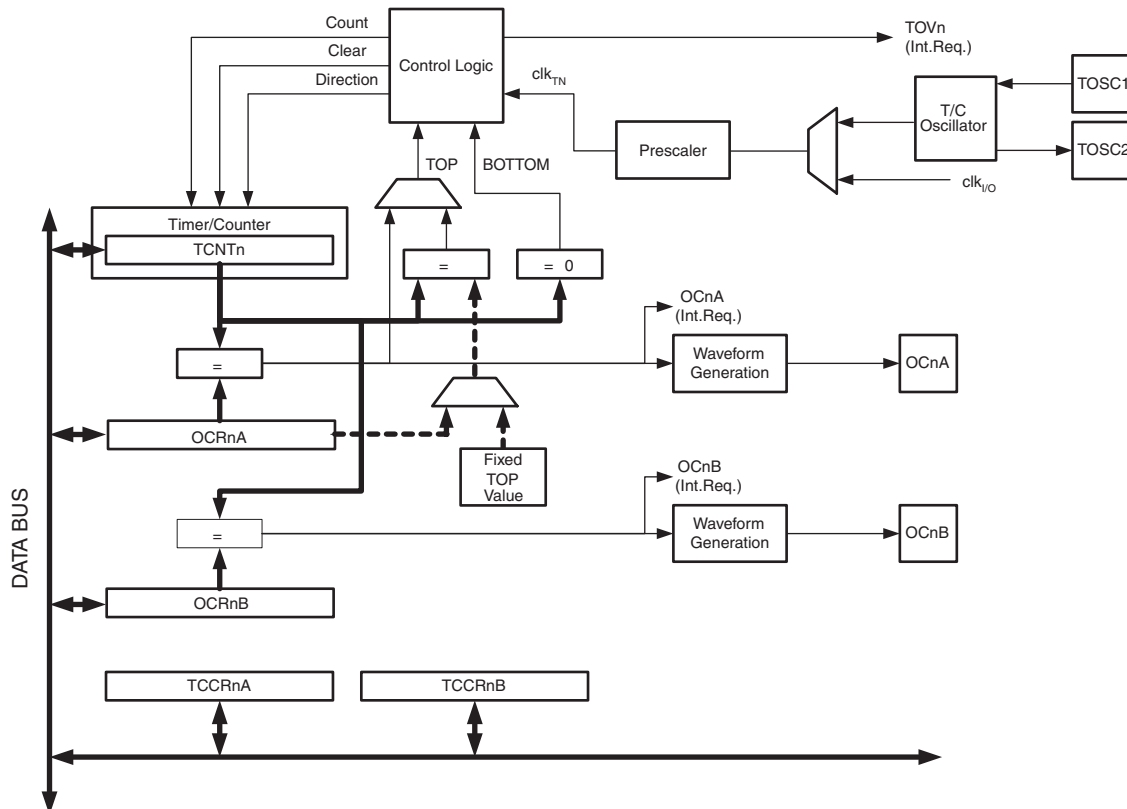 Count
Clear
Direction
Control Logic
clk_TN
TOVn
(Int.Req.)
TOSC1
T/C
Oscillator
TOSC2
Prescaler
clk_I/O
TOP
BOTTOM
Timer/Counter
TCNTn
=
= 0
OCnA
(Int.Req.)
=
Waveform
Generation
OCnA
OCRnA
Fixed
TOP
Value
OCnB
(Int.Req.)
=
Waveform
Generation
OCnB
OCRnB
DATA BUS
TCCRnA
TCCRnB